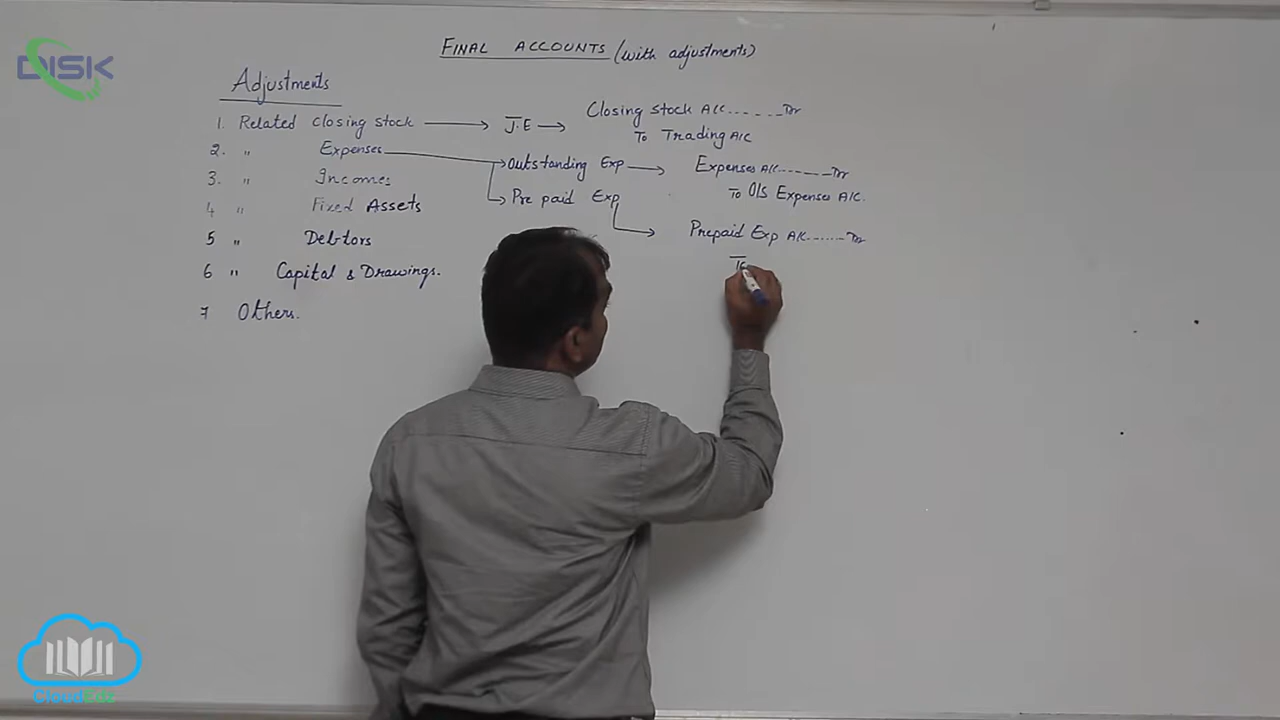 DISK
FINAL ACCOUNTS (with adjustments)
Adjustments
1. Related closing stock → J.E → Closing stock A/c......Dr
To Trading A/c
2. " Expenses → Outstanding Exp → Expenses A/c........Dr
To O/s Expenses A/c.
3. " Incomes
→ Pre paid Exp → Prepaid Exp A/c......Dr
To
4 " Fixed Assets
5 " Debtors
6 " Capital & Drawings.
7 Others.
CloudEdz